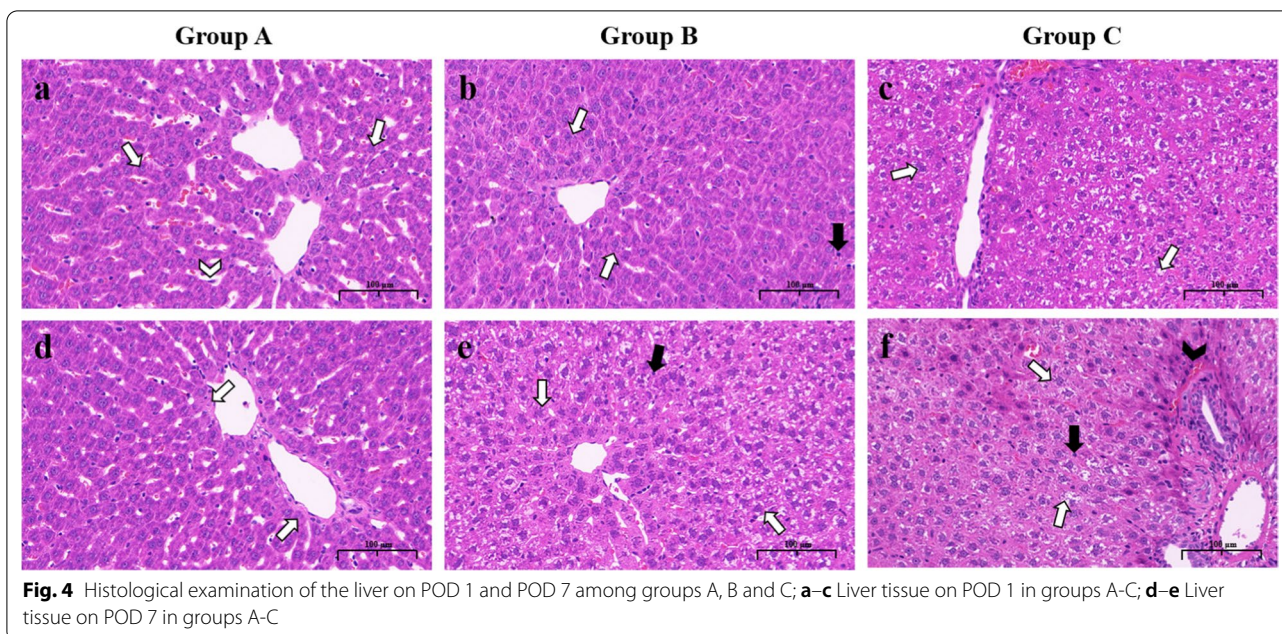 Group A
Group B
Group C
a
b
c
100 µm
100 µm
100 µm
d
e
f
100 µm
100 µm
100 µm
Fig. 4 Histological examination of the liver on POD 1 and POD 7 among groups A, B and C; a–c Liver tissue on POD 1 in groups A-C; d–e Liver
tissue on POD 7 in groups A-C